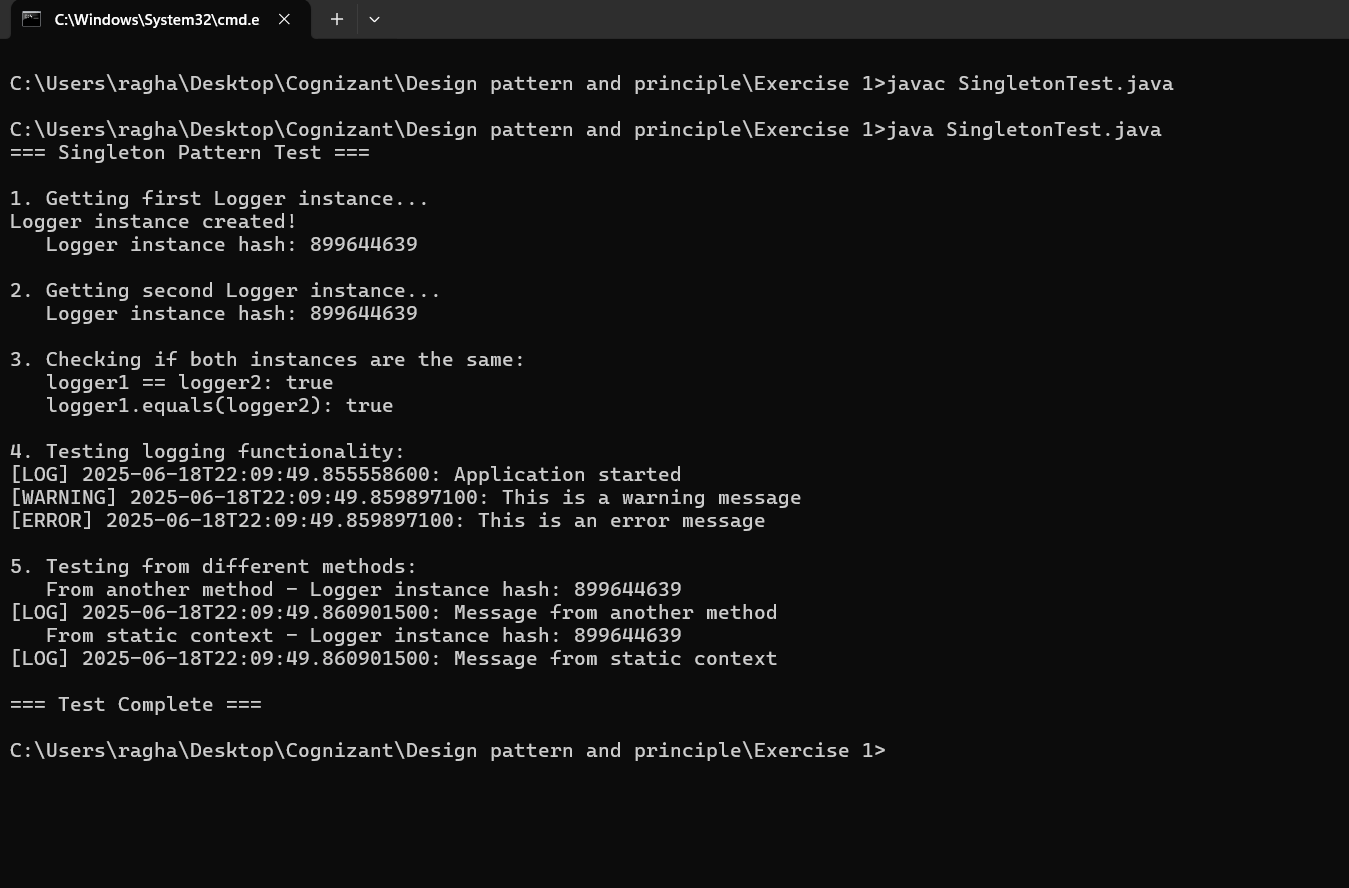 C:\Windows\System32\cmd.e
C:\Users\ragha\Desktop\Cognizant\Design pattern and principle\Exercise 1>javac SingletonTest.java
C:\Users\ragha\Desktop\Cognizant\Design pattern and principle\Exercise 1>java SingletonTest.java
=== Singleton Pattern Test ===
1. Getting first Logger instance...
Logger instance created!
   Logger instance hash: 899644639
2. Getting second Logger instance...
   Logger instance hash: 899644639
3. Checking if both instances are the same:
   logger1 == logger2: true
   logger1.equals(logger2): true
4. Testing logging functionality:
[LOG] 2025-06-18T22:09:49.855558600: Application started
[WARNING] 2025-06-18T22:09:49.859897100: This is a warning message
[ERROR] 2025-06-18T22:09:49.859897100: This is an error message
5. Testing from different methods:
   From another method - Logger instance hash: 899644639
[LOG] 2025-06-18T22:09:49.860901500: Message from another method
   From static context - Logger instance hash: 899644639
[LOG] 2025-06-18T22:09:49.860901500: Message from static context
=== Test Complete ===
C:\Users\ragha\Desktop\Cognizant\Design pattern and principle\Exercise 1>